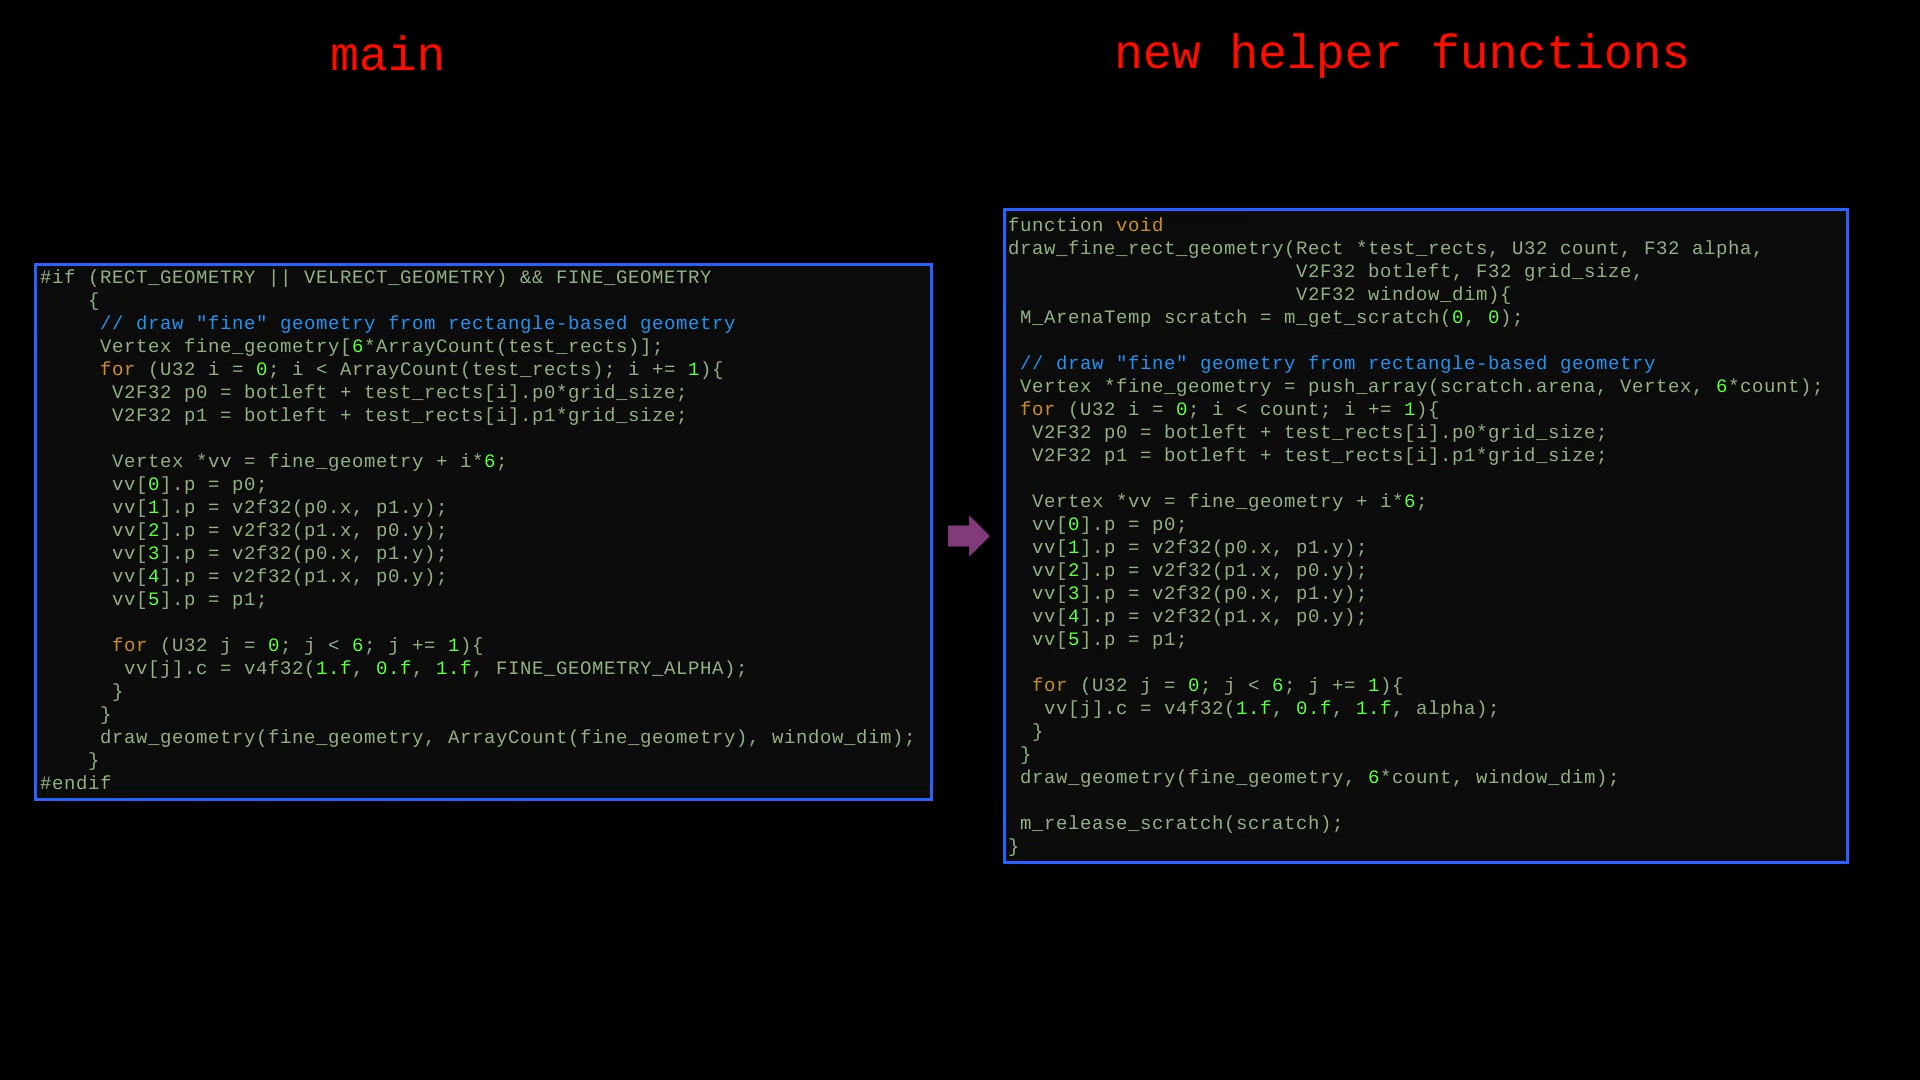 main
new helper functions
#if (RECT_GEOMETRY || VELRECT_GEOMETRY) && FINE_GEOMETRY
{
// draw "fine" geometry from rectangle-based geometry
Vertex fine_geometry[6*ArrayCount(test_rects)];
for (U32 i = 0; i < ArrayCount(test_rects); i += 1){
V2F32 p0 = botleft + test_rects[i].p0*grid_size;
V2F32 p1 = botleft + test_rects[i].p1*grid_size;
Vertex *vv = fine_geometry + i*6;
vv[0].p = p0;
vv[1].p = v2f32(p0.x, p1.y);
vv[2].p = v2f32(p1.x, p0.y);
vv[3].p = v2f32(p0.x, p1.y);
vv[4].p = v2f32(p1.x, p0.y);
vv[5].p = p1;
for (U32 j = 0; j < 6; j += 1){
vv[j].c = v4f32(1.f, 0.f, 1.f, FINE_GEOMETRY_ALPHA);
}
}
draw_geometry(fine_geometry, ArrayCount(fine_geometry), window_dim);
}
#endif
function void
draw_fine_rect_geometry(Rect *test_rects, U32 count, F32 alpha,
V2F32 botleft, F32 grid_size,
V2F32 window_dim){
M_ArenaTemp scratch = m_get_scratch(0, 0);
// draw "fine" geometry from rectangle-based geometry
Vertex *fine_geometry = push_array(scratch.arena, Vertex, 6*count);
for (U32 i = 0; i < count; i += 1){
V2F32 p0 = botleft + test_rects[i].p0*grid_size;
V2F32 p1 = botleft + test_rects[i].p1*grid_size;
Vertex *vv = fine_geometry + i*6;
vv[0].p = p0;
vv[1].p = v2f32(p0.x, p1.y);
vv[2].p = v2f32(p1.x, p0.y);
vv[3].p = v2f32(p0.x, p1.y);
vv[4].p = v2f32(p1.x, p0.y);
vv[5].p = p1;
for (U32 j = 0; j < 6; j += 1){
vv[j].c = v4f32(1.f, 0.f, 1.f, alpha);
}
}
draw_geometry(fine_geometry, 6*count, window_dim);
m_release_scratch(scratch);
}